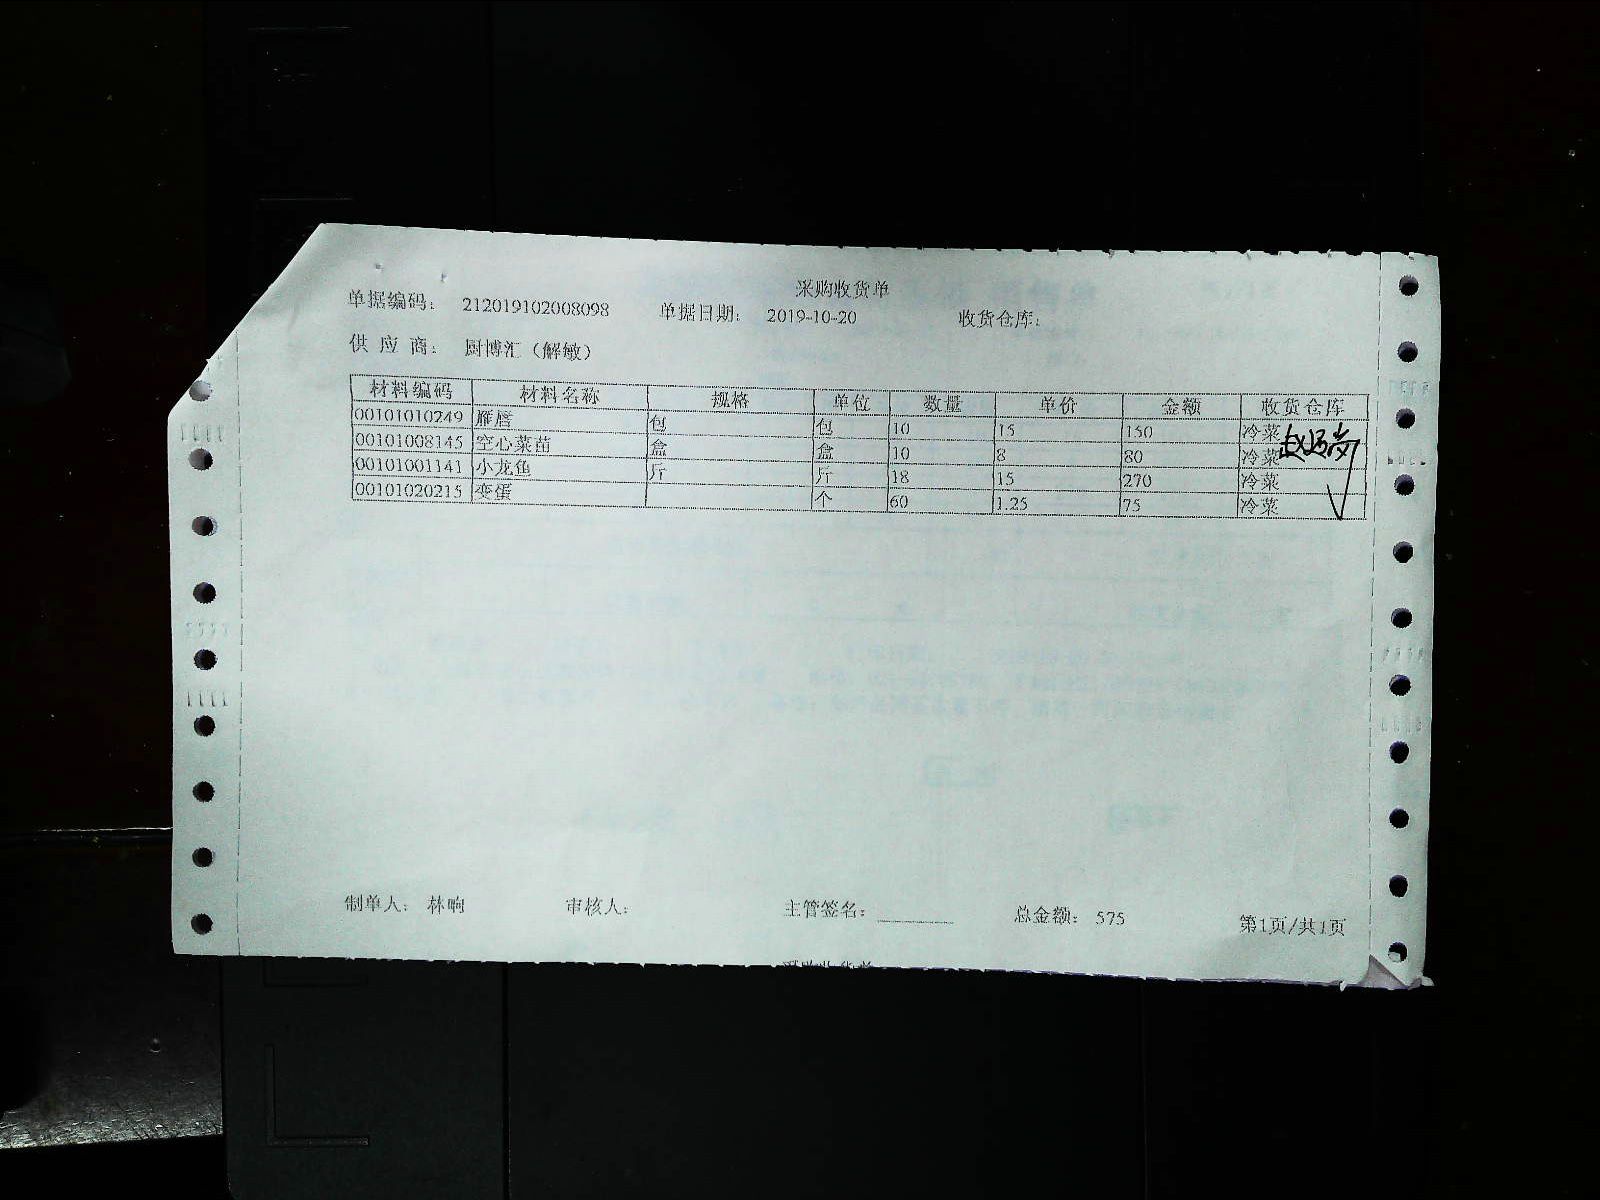 采购收货单
单据编码： 212019102008098 单据日期： 2019-10-20 收货仓库：
供 应 商： 厨博汇（解敏）
材料编码 材料名称 规格 单位 数量 单价 金额 收货仓库
00101010249 雁唇 包 包 10 15 150 冷菜
00101008145 空心菜苗 盒 盒 10 8 80 冷菜
00101001141 小龙鱼 斤 斤 18 15 270 冷菜
00101020215 变蛋 个 60 1.25 75 冷菜
制单人： 林响 审核人： 主管签名： 总金额： 575 第1页/共1页